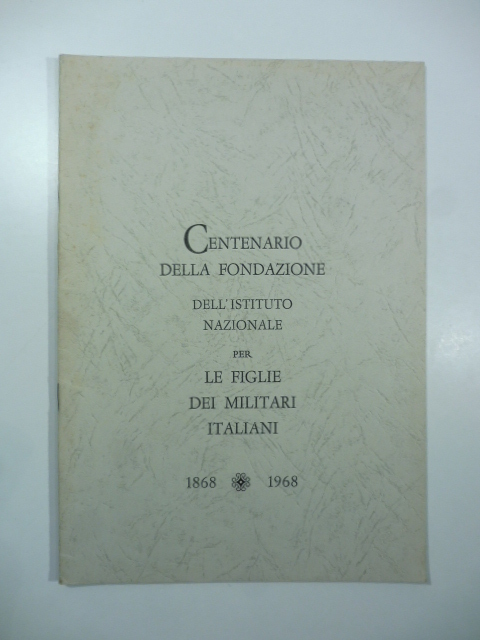 CENTENARIO
DELLA FONDAZIONE
DELL'ISTITUTO
NAZIONALE
PER
LE FIGLIE
DEI MILITARI
ITALIANI
1868 1968